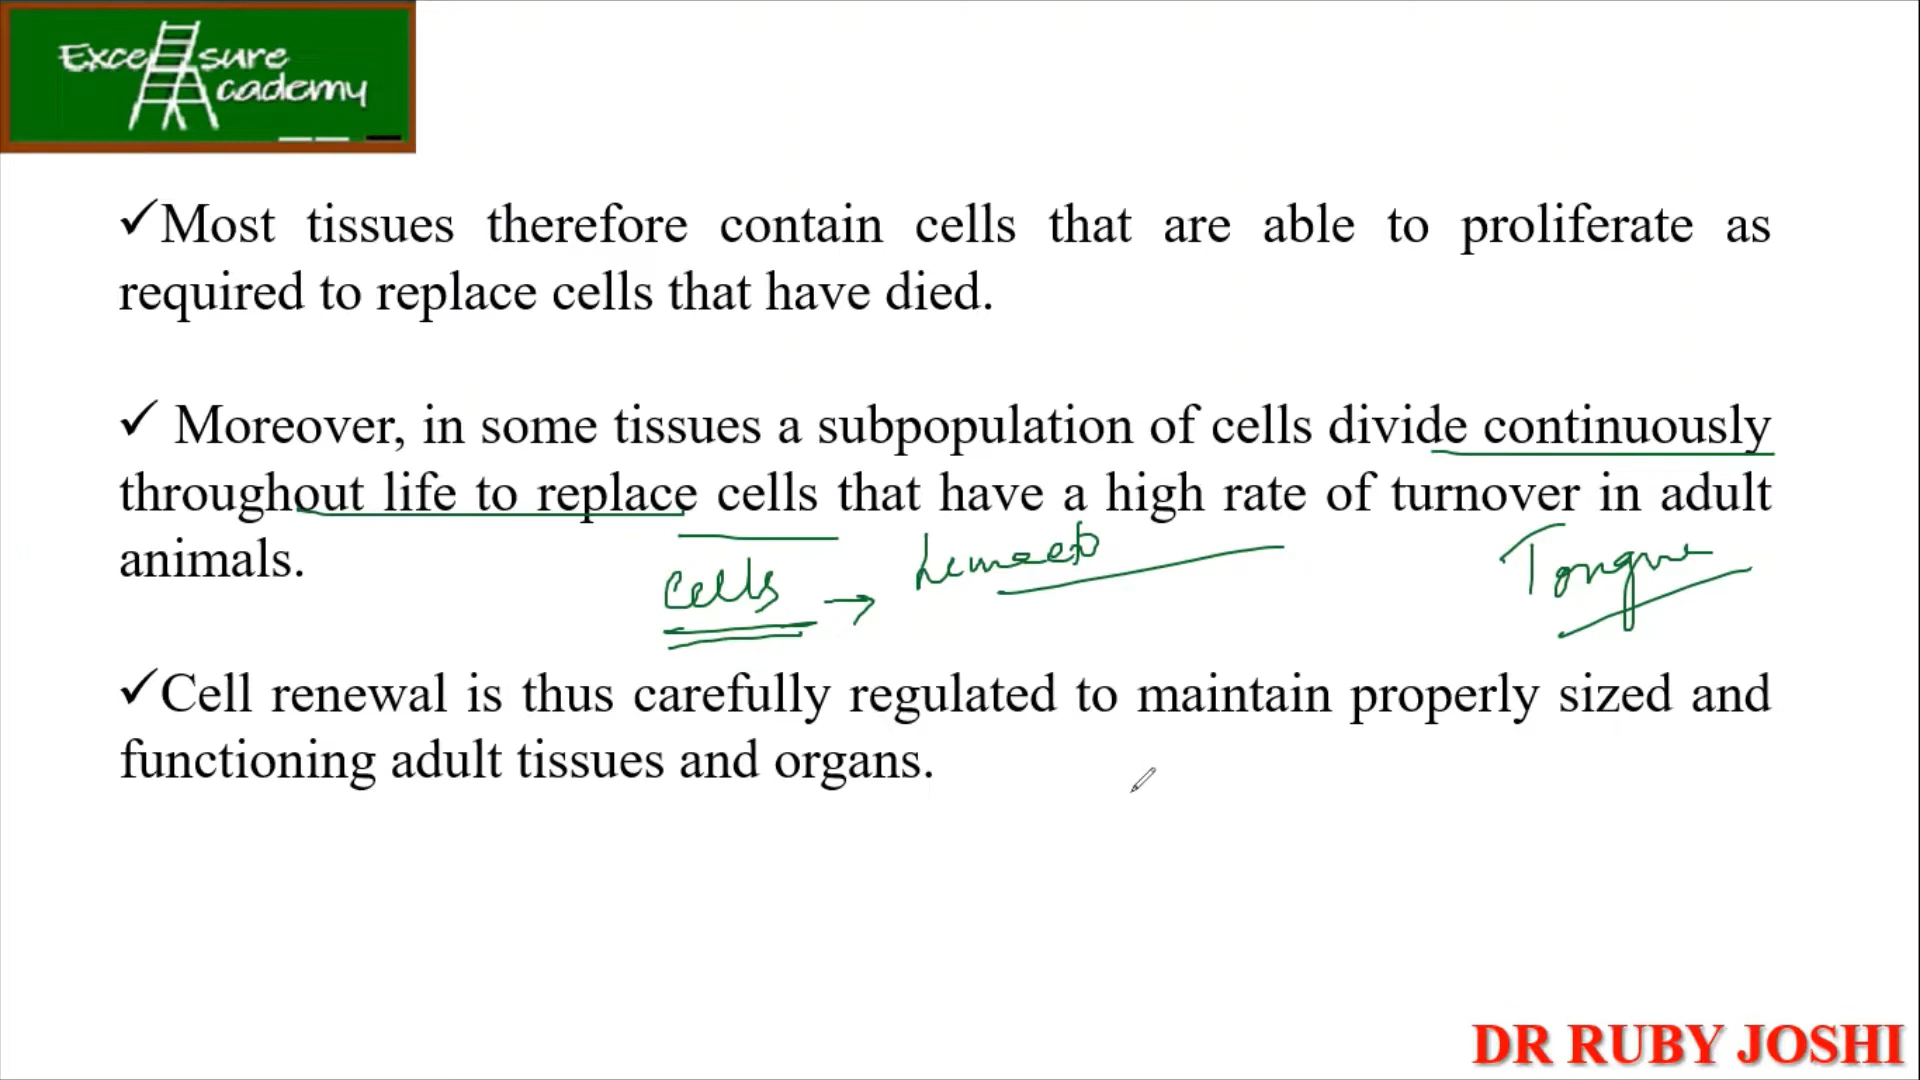 Excel sure
Academy
✓Most tissues therefore contain cells that are able to proliferate as
required to replace cells that have died.
✓ Moreover, in some tissues a subpopulation of cells divide continuously
throughout life to replace cells that have a high rate of turnover in adult
animals.
cells →
Tongue
✓Cell renewal is thus carefully regulated to maintain properly sized and
functioning adult tissues and organs.
DR RUBY JOSHI